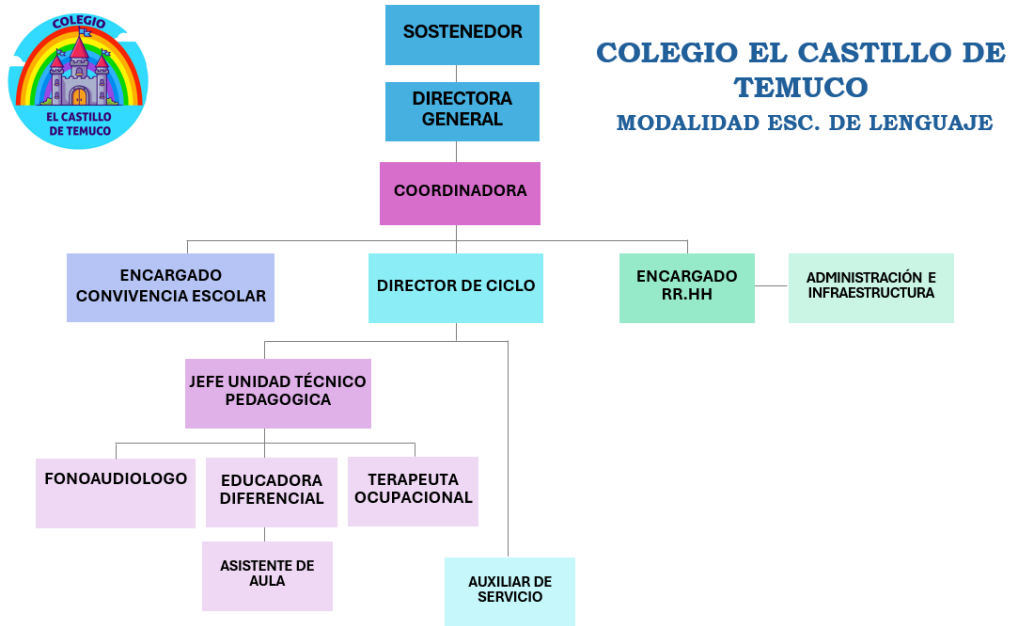 COLEGIO
EL CASTILLO
DE TEMUCO
SOSTENEDOR
COLEGIO EL CASTILLO DE
TEMUCO
MODALIDAD ESC. DE LENGUAJE
DIRECTORA
GENERAL
COORDINADORA
ENCARGADO
CONVIVENCIA ESCOLAR
DIRECTOR DE CICLO
ENCARGADO
RR.HH
ADMINISTRACIÓN E
INFRAESTRUCTURA
JEFE UNIDAD TÉCNICO
PEDAGOGICA
FONOAUDIOLOGO
EDUCADORA
DIFERENCIAL
TERAPEUTA
OCUPACIONAL
ASISTENTE DE
AULA
AUXILIAR DE
SERVICIO